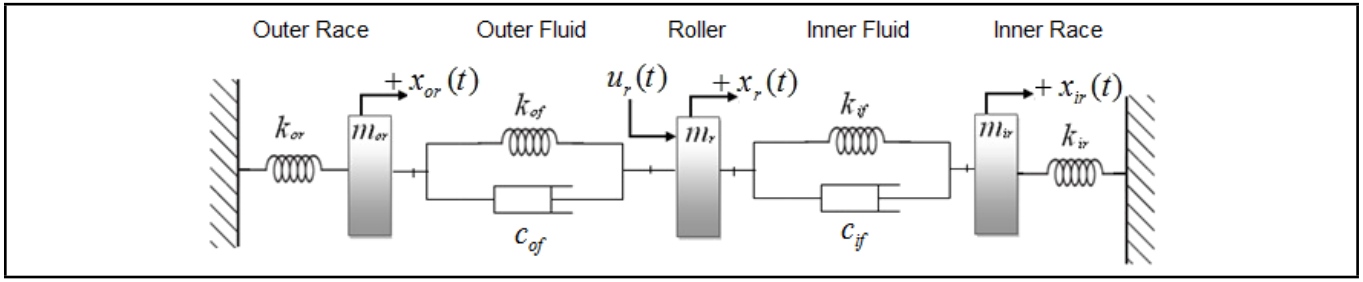 Outer Race Outer Fluid Roller Inner Fluid Inner Race
+ x_or (t) u_r (t) + x_r (t) + x_ir (t)
k_of k_if
k_or m_or m_r m_ir k_ir
c_of c_if